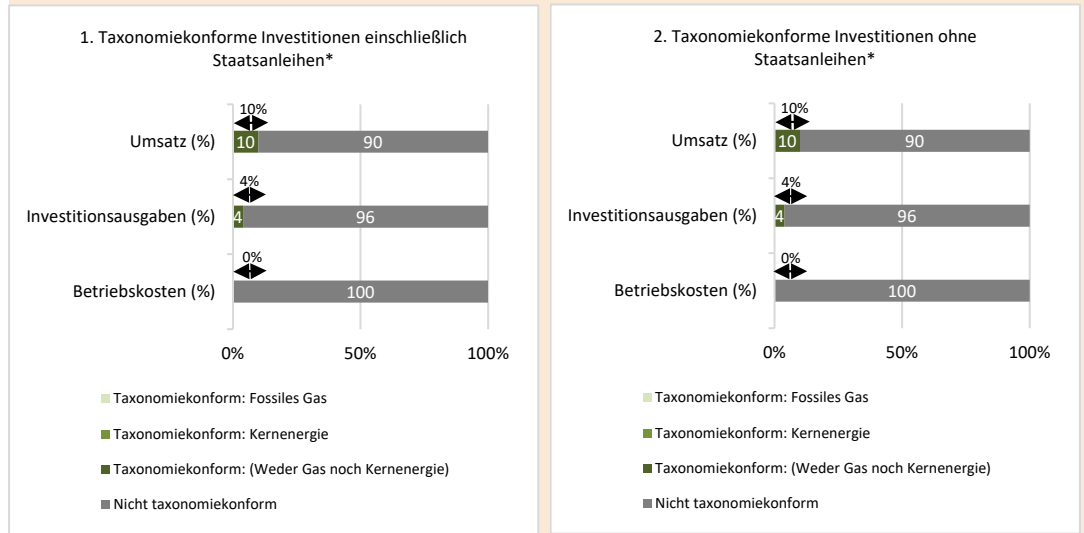 1. Taxonomiekonforme Investitionen einschließlich
Staatsanleihen*
10%
Umsatz (%)
10
90
4%
Investitionsausgaben (%)
4
96
0%
Betriebskosten (%)
100
0%
50%
100%
Taxonomiekonform: Fossiles Gas
Taxonomiekonform: Kernenergie
Taxonomiekonform: (Weder Gas noch Kernenergie)
Nicht taxonomiekonform
2. Taxonomiekonforme Investitionen ohne
Staatsanleihen*
10%
Umsatz (%)
10
90
4%
Investitionsausgaben (%)
4
96
0%
Betriebskosten (%)
100
0%
50%
100%
Taxonomiekonform: Fossiles Gas
Taxonomiekonform: Kernenergie
Taxonomiekonform: (Weder Gas noch Kernenergie)
Nicht taxonomiekonform